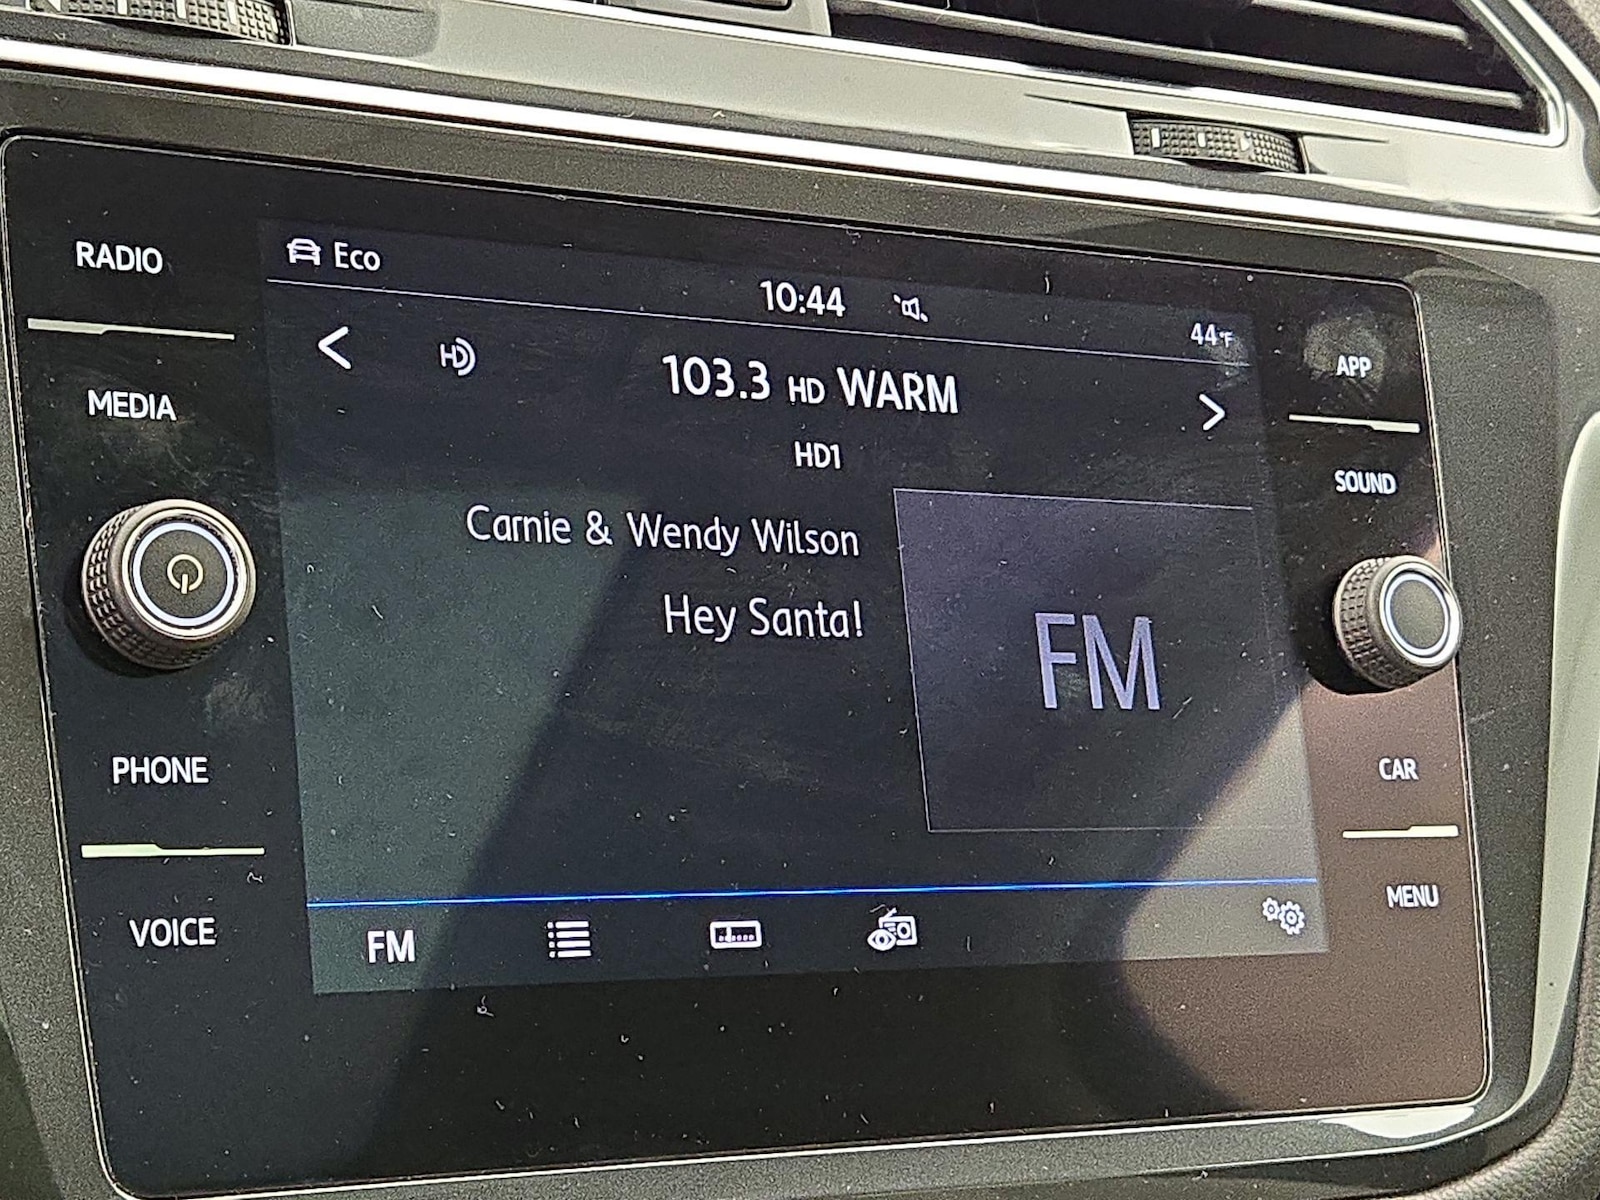 RADIO
MEDIA
PHONE
VOICE
Eco
10:44
44°F
HD
103.3 HD WARM
HD1
Carnie & Wendy Wilson
Hey Santa!
FM
FM
APP
SOUND
CAR
MENU